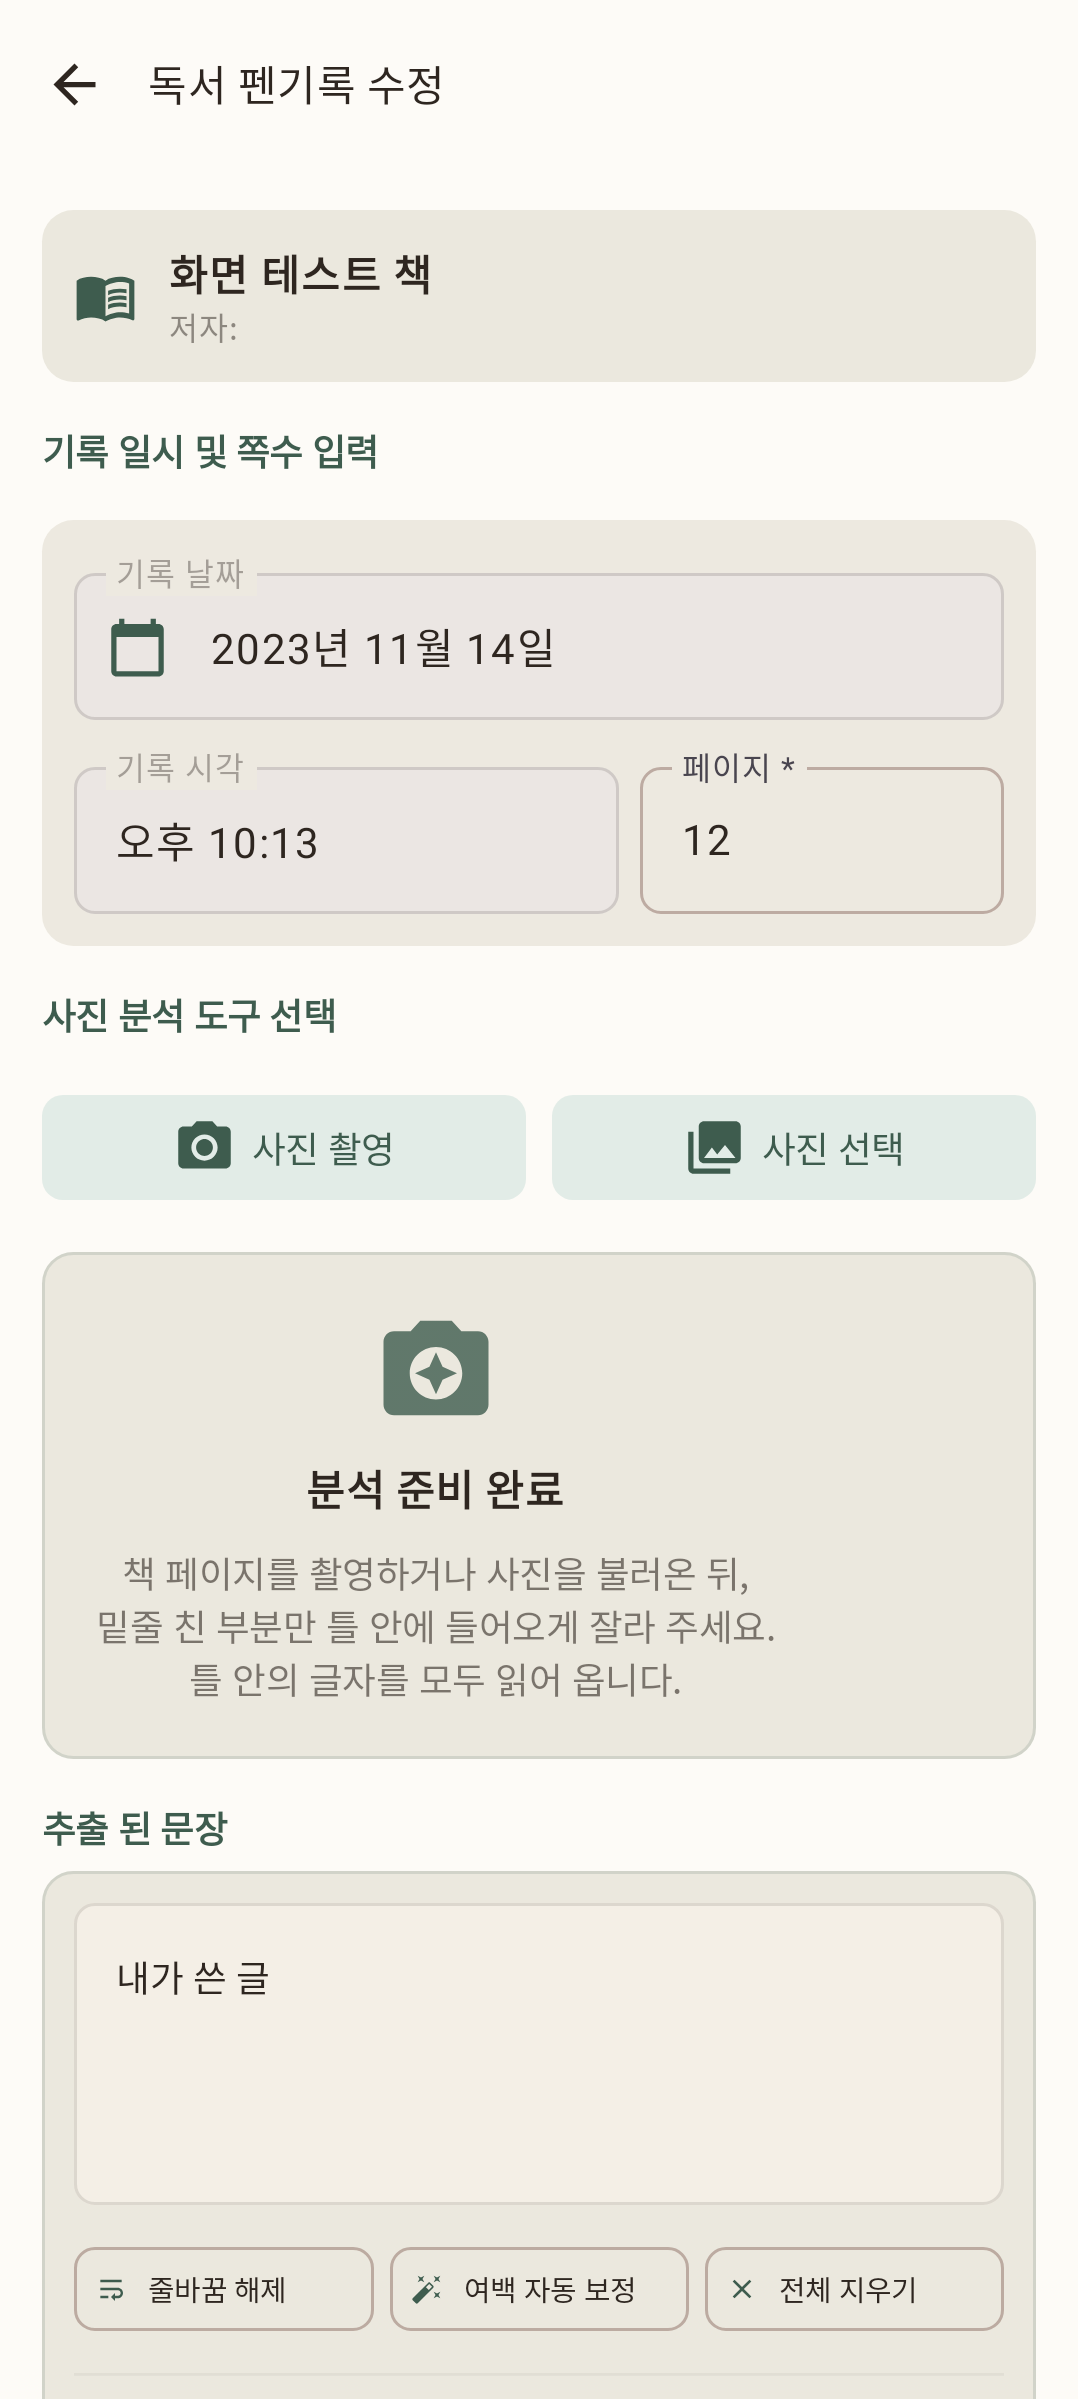 독서 펜기록 수정
화면 테스트 책
저자:
기록 일시 및 쪽수 입력
기록 날짜
2023년 11월 14일
기록 시각
오후 10:13
페이지 *
12
사진 분석 도구 선택
사진 촬영
사진 선택
분석 준비 완료
책 페이지를 촬영하거나 사진을 불러온 뒤,
밑줄 친 부분만 틀 안에 들어오게 잘라 주세요.
틀 안의 글자를 모두 읽어 옵니다.
추출 된 문장
내가 쓴 글
줄바꿈 해제
여백 자동 보정
전체 지우기